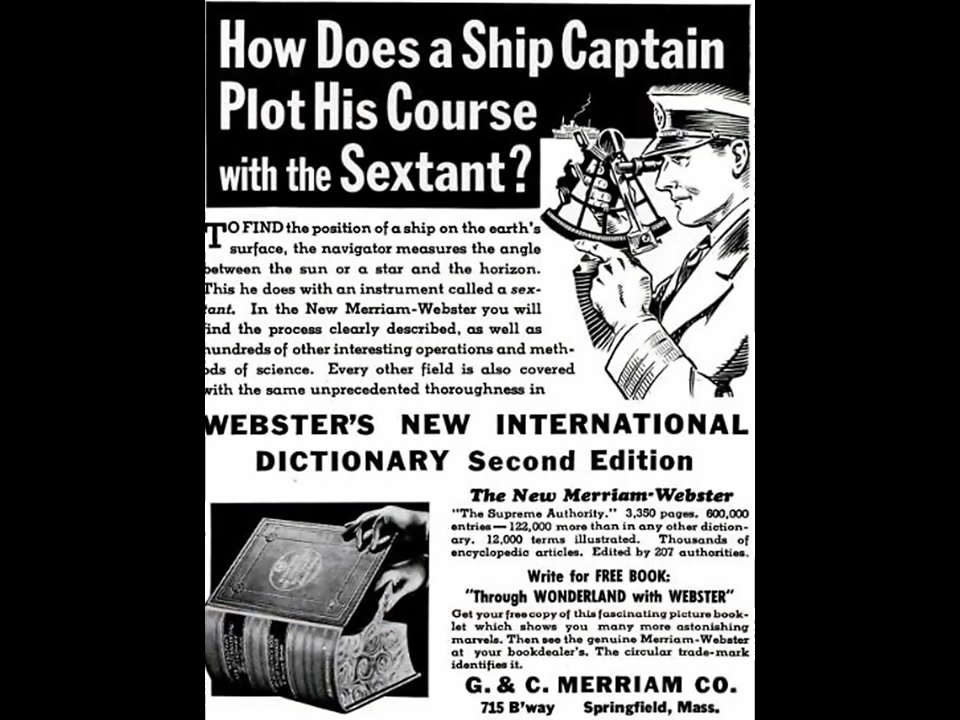 How Does a Ship Captain
Plot His Course
with the Sextant?
TO FIND the position of a ship on the earth's
surface, the navigator measures the angle
between the sun or a star and the horizon.
This he does with an instrument called a sex-
tant. In the New Merriam-Webster you will
find the process clearly described, as well as
hundreds of other interesting operations and meth-
ods of science. Every other field is also covered
with the same unprecedented thoroughness in
WEBSTER'S NEW INTERNATIONAL
DICTIONARY Second Edition
The New Merriam-Webster
"The Supreme Authority." 3,350 pages. 600,000
entries—122,000 more than in any other diction-
ary. 12,000 terms illustrated. Thousands of
encyclopedic articles. Edited by 207 authorities.
Write for FREE BOOK:
"Through WONDERLAND with WEBSTER"
Get your free copy of this fascinating picture book-
let which shows you many more astonishing
marvels. Then see the genuine Merriam-Webster
at your bookdealer's. The circular trade-mark
identifies it.
G. & C. MERRIAM CO.
715 B'way Springfield, Mass.